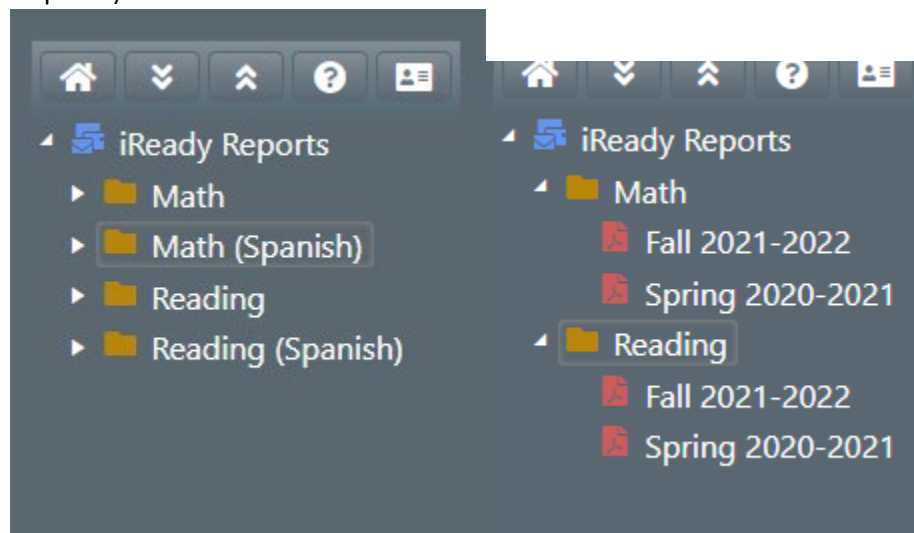 iReady Reports
Math
Math (Spanish)
Reading
Reading (Spanish)
iReady Reports
Math
Fall 2021-2022
Spring 2020-2021
Reading
Fall 2021-2022
Spring 2020-2021